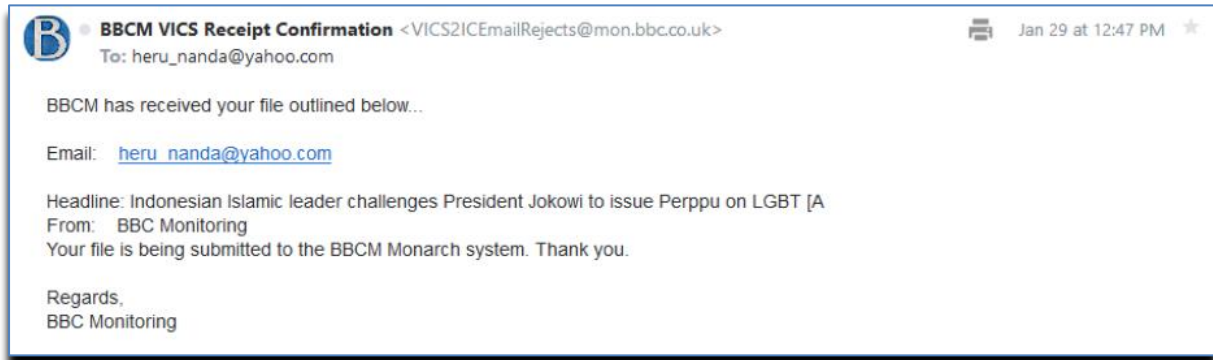 B
BBCM VICS Receipt Confirmation <VICS2ICEmailRejects@mon.bbc.co.uk> Jan 29 at 12:47 PM
To: heru_nanda@yahoo.com
BBCM has received your file outlined below...
Email: heru_nanda@yahoo.com
Headline: Indonesian Islamic leader challenges President Jokowi to issue Perppu on LGBT [A
From: BBC Monitoring
Your file is being submitted to the BBCM Monarch system. Thank you.
Regards,
BBC Monitoring